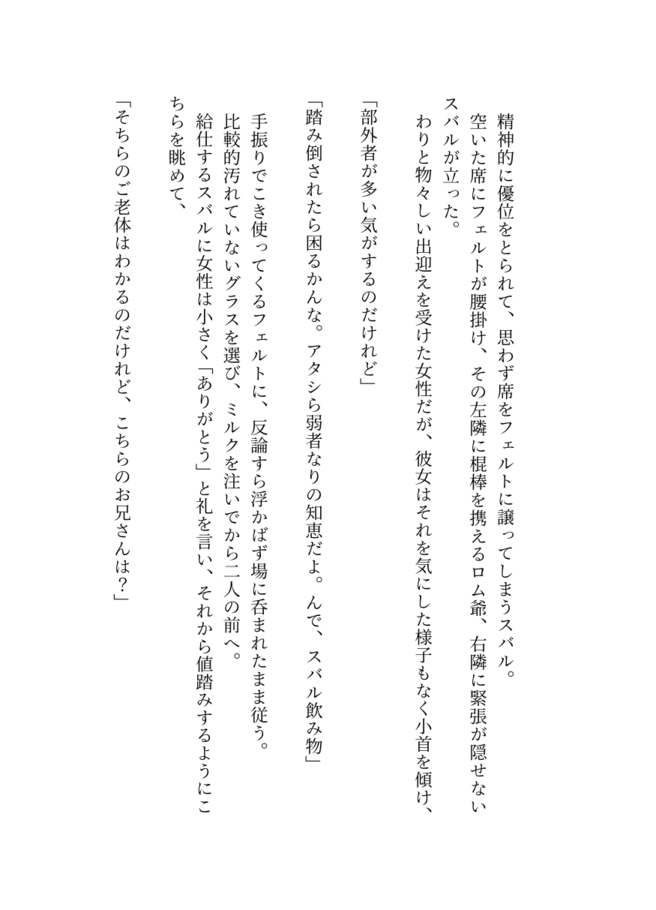 精神的に優位をとられて、思わず席をフェルトに譲ってしまうスバル。
　空いた席にフェルトが腰掛け、その左隣に棍棒を携えるロム爺、右隣に緊張が隠せない
スバルが立った。
　わりと物々しい出迎えを受けた女性だが、彼女はそれを気にした様子もなく小首を傾げ、
「部外者が多い気がするのだけれど」
「踏み倒されたら困るかんな。アタシら弱者なりの知恵だよ。んで、スバル飲み物」
　手振りでこき使ってくるフェルトに、反論すら浮かばず場に呑まれたまま従う。
　比較的汚れていないグラスを選び、ミルクを注いでから二人の前へ。
　給仕するスバルに女性は小さく「ありがとう」と礼を言い、それから値踏みするようにこ
ちらを眺めて、
「そちらのご老体はわかるのだけれど、こちらのお兄さんは？」